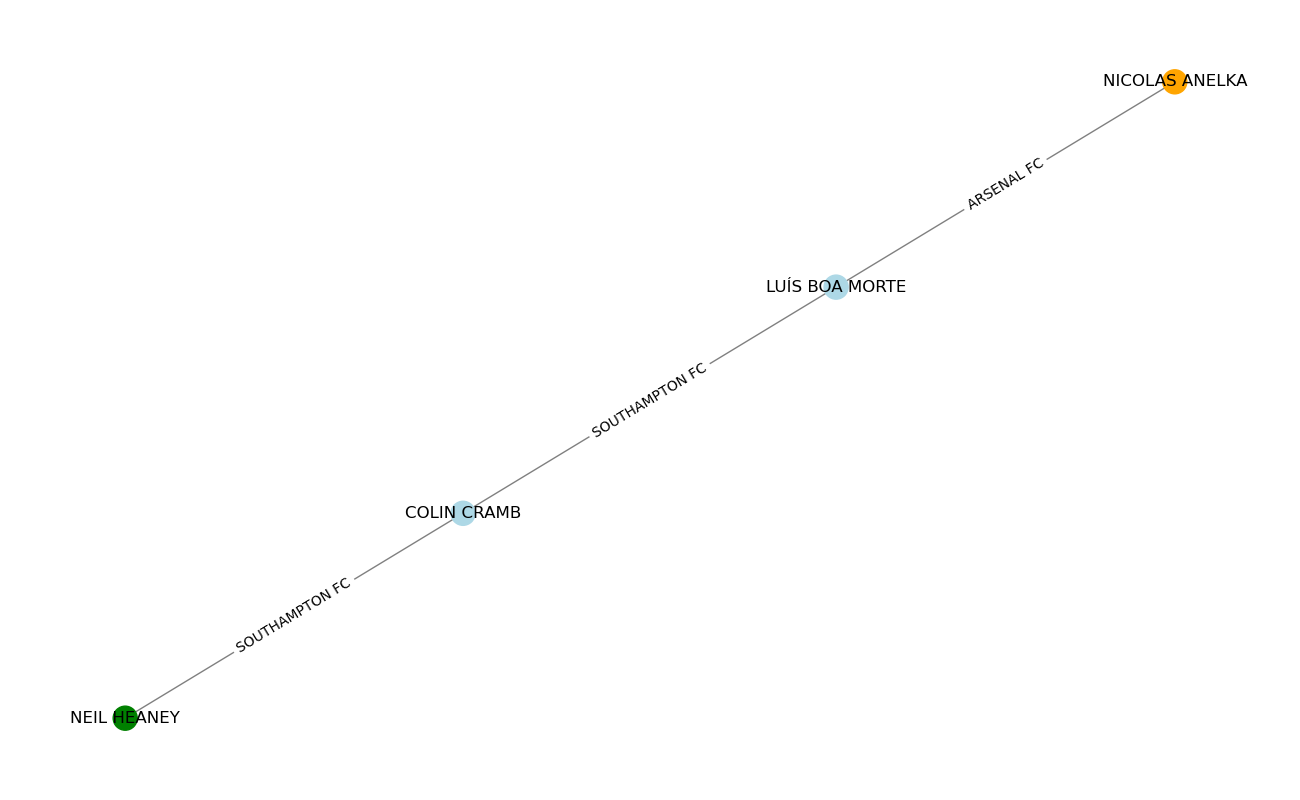 NICOLAS ANELKA
ARSENAL FC
LUÍS BOA MORTE
SOUTHAMPTON FC
COLIN CRAMB
SOUTHAMPTON FC
NEIL HEANEY